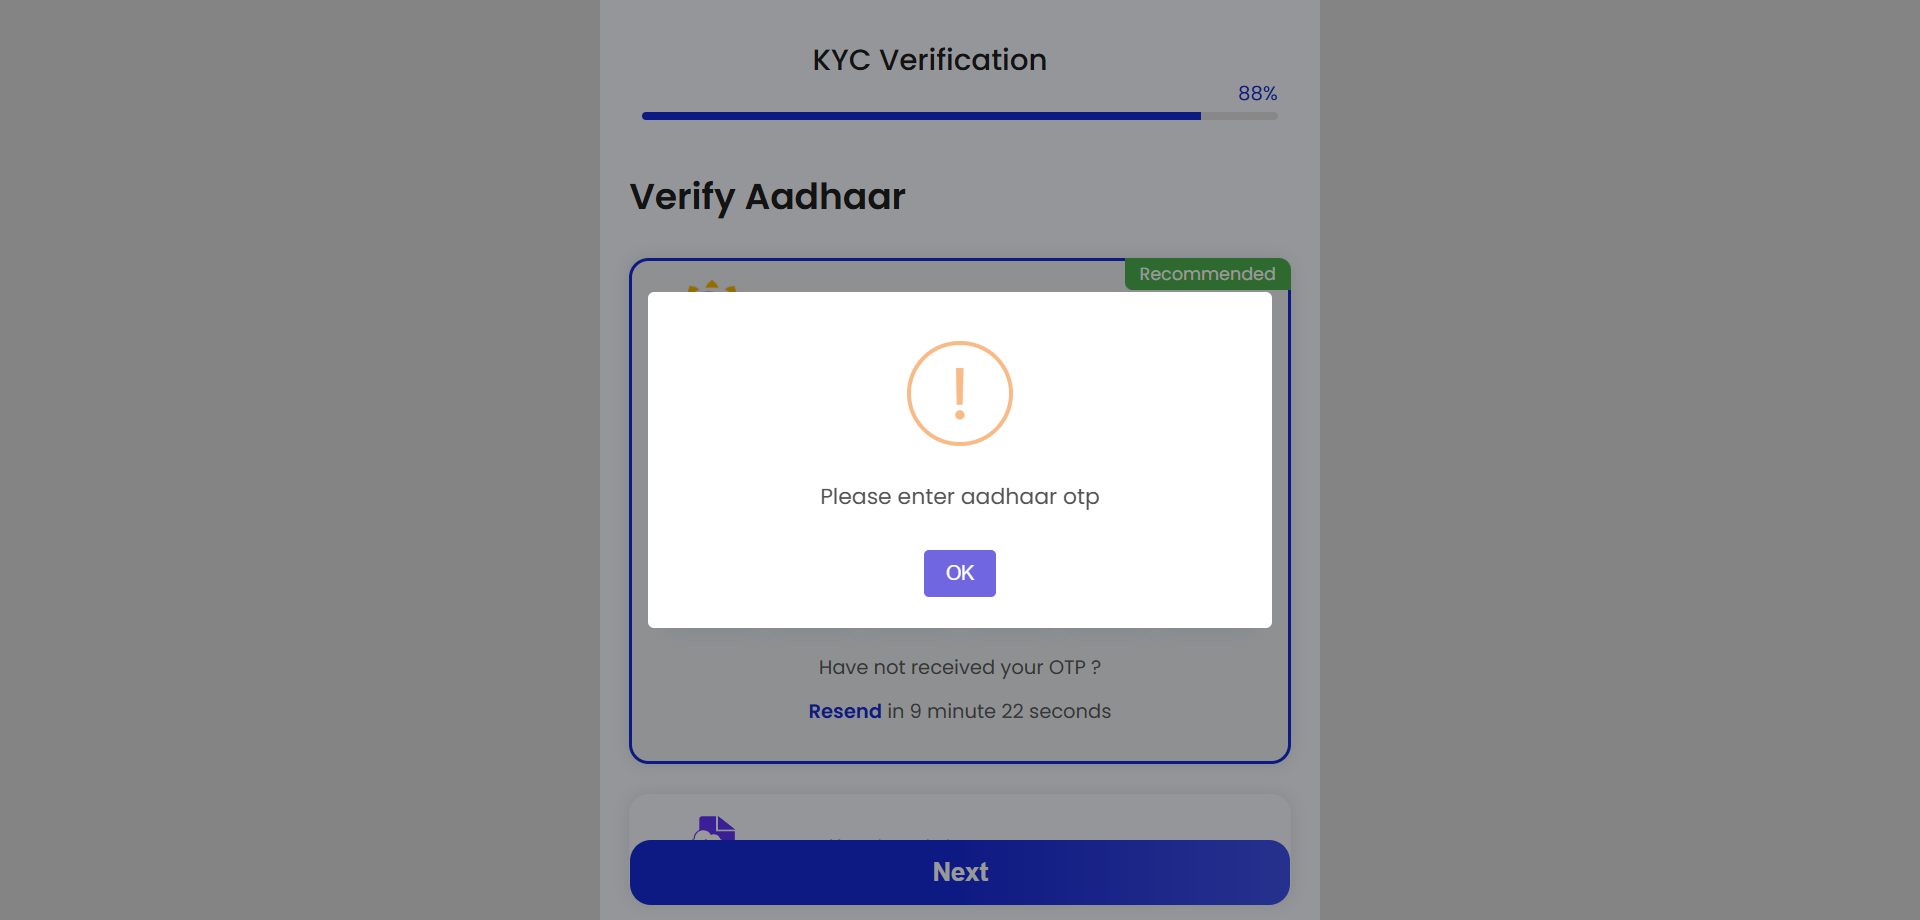 KYC Verification
88%
Verify Aadhaar
Recommended
!
Please enter aadhaar otp
OK
Have not received your OTP ?
Resend in 9 minute 22 seconds
Next